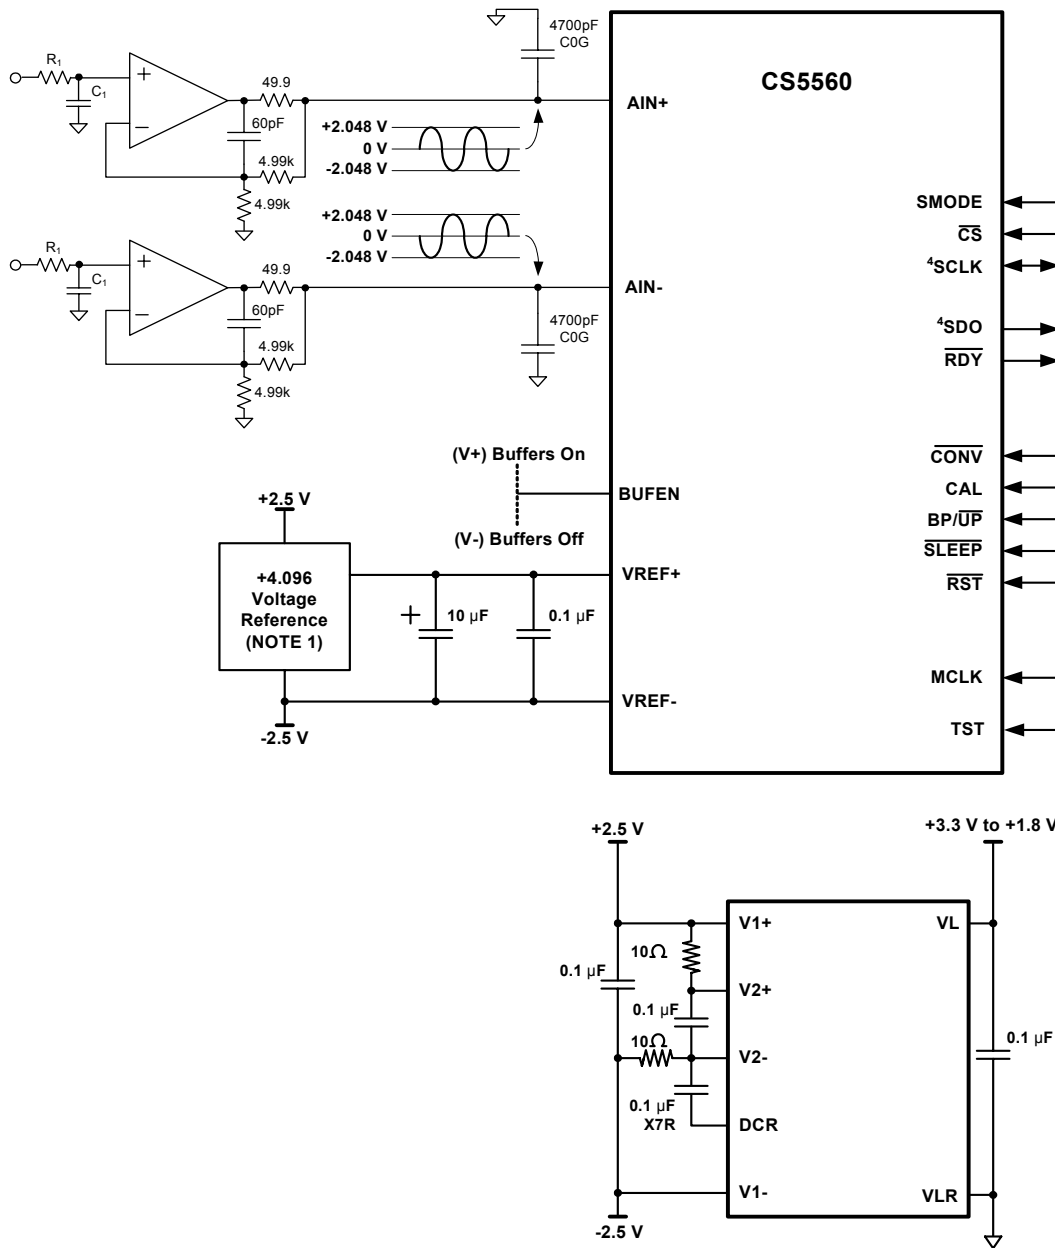 4700pF
C0G
CS5560
R1
C1
49.9
60pF
4.99k
4.99k
AIN+
+2.048 V
0 V
-2.048 V
+2.048 V
0 V
-2.048 V
R1
C1
49.9
60pF
4.99k
4.99k
AIN-
4700pF
C0G
SMODE
CS
4SCLK
4SDO
RDY
CONV
CAL
BP/UP
SLEEP
RST
MCLK
TST
(V+) Buffers On
BUFEN
(V-) Buffers Off
+2.5 V
+4.096
Voltage
Reference
(NOTE 1)
-2.5 V
+
10 µF
0.1 µF
VREF+
VREF-
+2.5 V
+3.3 V to +1.8 V
V1+
VL
10Ω
0.1 µF
V2+
0.1 µF
10Ω
V2-
0.1 µF
0.1 µF
X7R
DCR
V1-
VLR
-2.5 V